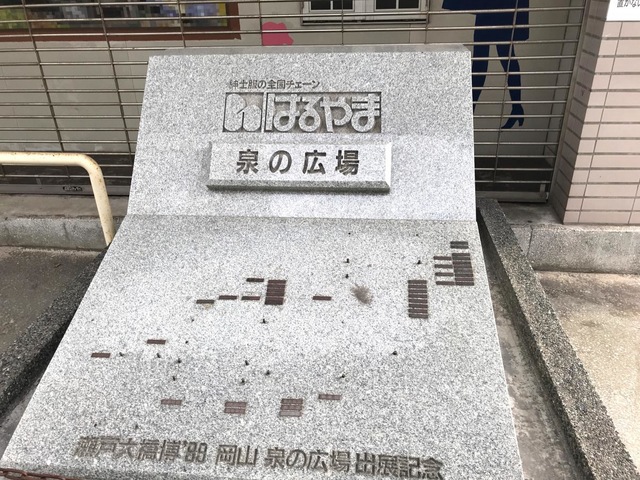 紳士服の全国チェーン
はるやま
泉の広場
瀬戸大橋博'89 岡山 泉の広場出展記念